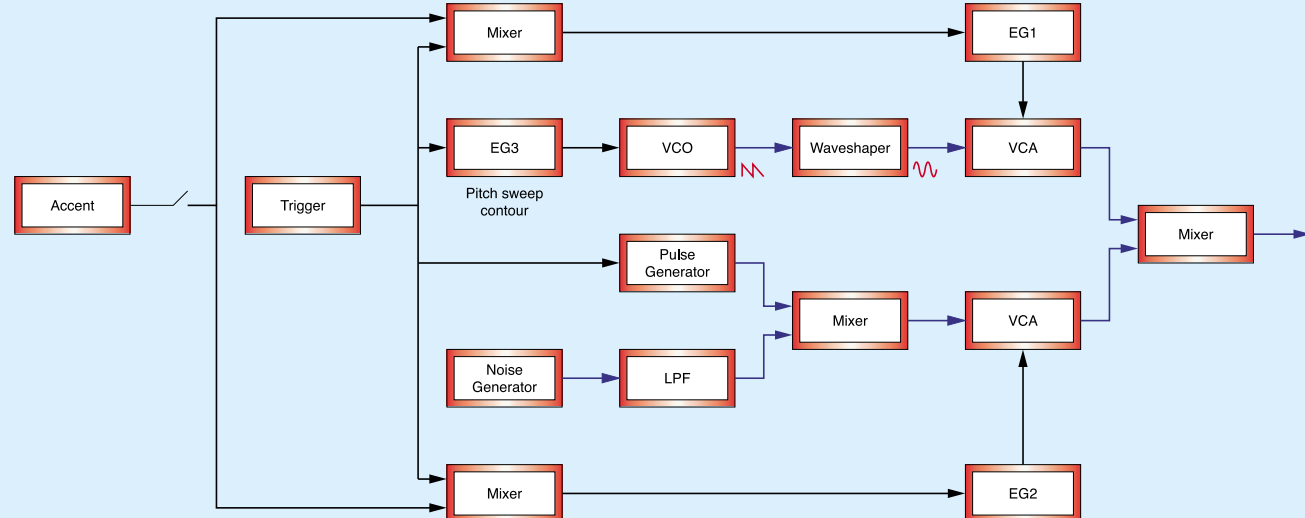 Mixer
EG1
EG3
VCO
Waveshaper
VCA
Pitch sweep
contour
Accent
Trigger
Mixer
Pulse
Generator
Mixer
VCA
Noise
Generator
LPF
Mixer
EG2